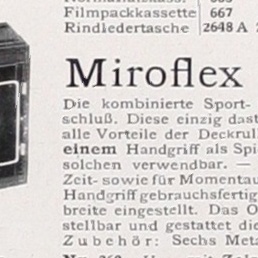 Filmpackkassette 667
Rindledertasche 2648 A
Miroflex
Die kombinierte Sport-
schluß. Diese einzig dast
alle Vorteile der Deckrul
einem Handgriff als Spi
solchen verwendbar. —
Zeit- sowie für Momentau
Handgriff gebrauchsfertig
breite eingestellt. Das O
stellbar und gestattet die
Zubehör: Sechs Meta